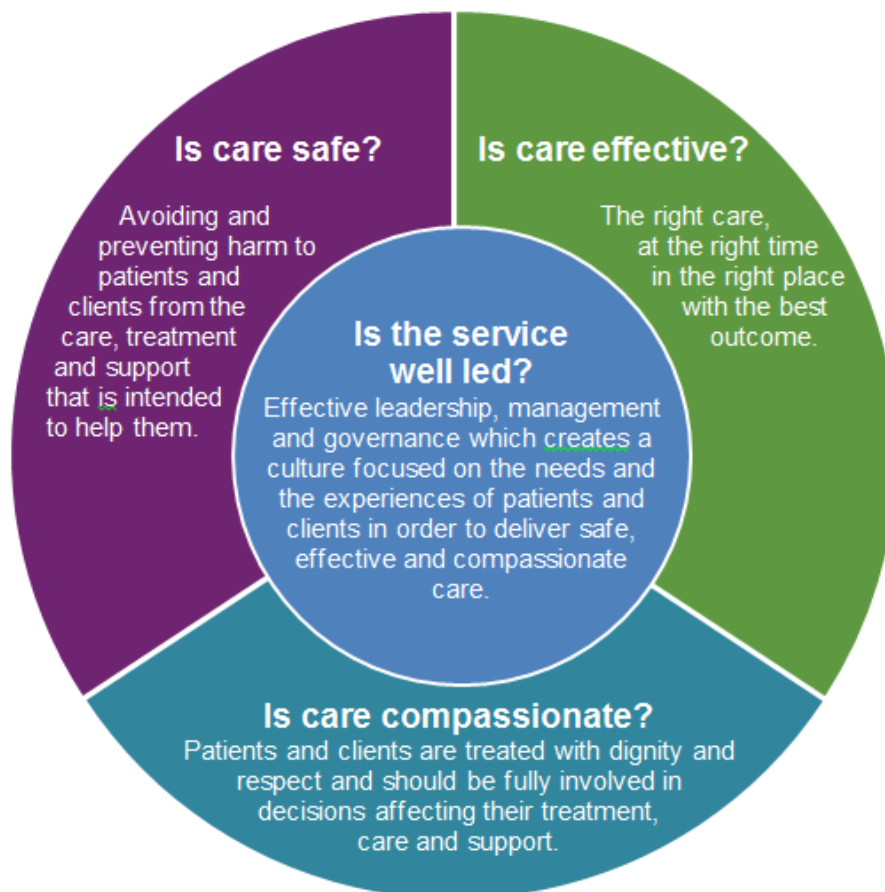 Is care safe?
Avoiding and
preventing harm to
patients and
clients from the
care, treatment
and support
that is intended
to help them.
Is care effective?
The right care,
at the right time
in the right place
with the best
outcome.
Is the service
well led?
Effective leadership, management
and governance which creates a
culture focused on the needs and
the experiences of patients and
clients in order to deliver safe,
effective and compassionate
care.
Is care compassionate?
Patients and clients are treated with dignity and
respect and should be fully involved in
decisions affecting their treatment,
care and support.